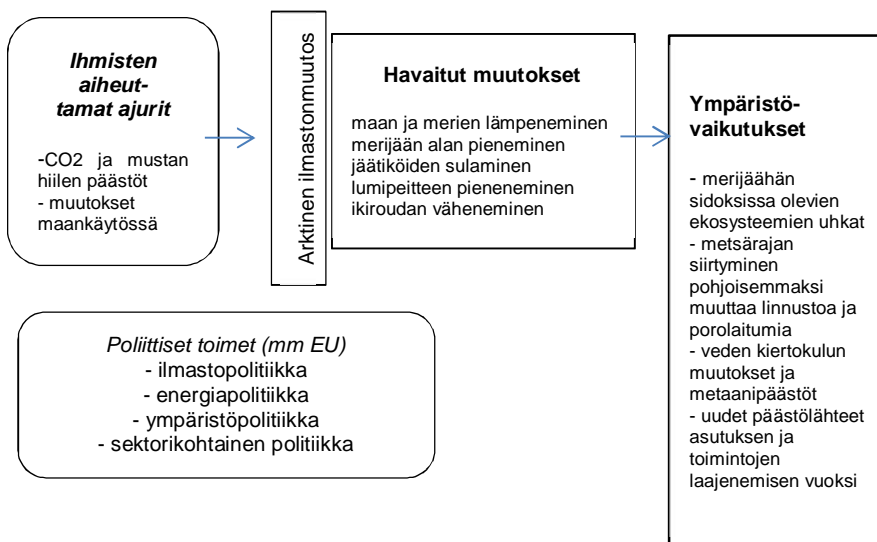 Ihmisten
aiheut-
tamat ajurit
-CO2 ja mustan
hiilen päästöt
- muutokset
maankäytössä
Arktinen ilmastonmuutos
Havaitut muutokset
maan ja merien lämpeneminen
merijään alan pieneminen
jäätiköiden sulaminen
lumipeitteen pieneneminen
ikiroudan väheneminen
Ympäristö-
vaikutukset
- merijäähän
sidoksissa olevien
ekosysteemien uhkat
- metsärajan
siirtyminen
pohjoisemmaksi
muuttaa linnustoa ja
porolaitumia
- veden kiertokulun
muutokset ja
metaanipäästöt
- uudet päästölähteet
asutuksen ja
toimintojen
laajenemisen vuoksi
Poliittiset toimet (mm EU)
- ilmastopolitiikka
- energiapolitiikka
- ympäristöpolitiikka
- sektorikohtainen politiikka